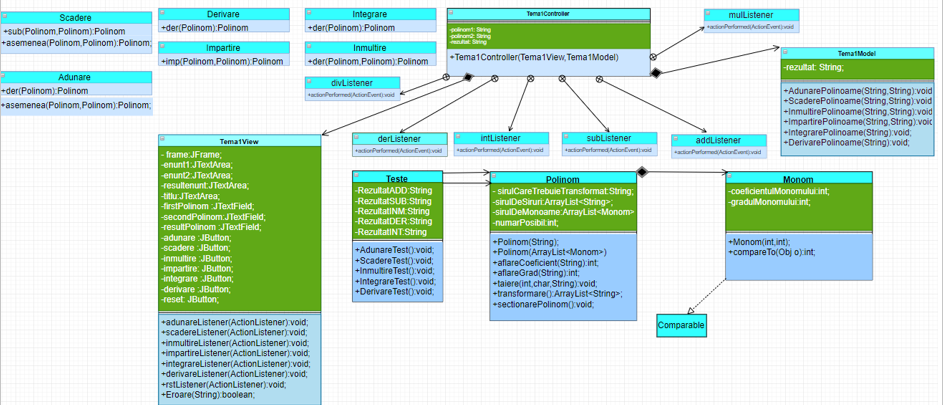 Scadere
+sub(Polinom,Polinom):Polinom
+asemenea(Polinom,Polinom):Polinom;
Adunare
+der(Polinom):Polinom
+asemenea(Polinom,Polinom):Polinom;
Derivare
+der(Polinom):Polinom
Impartire
+imp(Polinom,Polinom):Polinom
Integrare
+der(Polinom):Polinom
Inmultire
+der(Polinom,Polinom):Polinom
divListener
+actionPerformed(ActionEvent):void
Tema1Controller
-polinom1: String
-polinom2: String
-rezultat: String
+Tema1Controller(Tema1View,Tema1Model)
mulListener
+actionPerformed(ActionEvent):void
Tema1Model
-rezultat: String;
+AdunarePolinoame(String,String):void
+ScaderePolinoame(String,String):void
+InmultirePolinoame(String,String):void
+ImpartirePolinoame(String,String):void
+IntegrarePolinoame(String):void;
+DerivarePolinoame(String):void;
derListener
+actionPerformed(ActionEvent):void
intListener
+actionPerformed(ActionEvent):void
subListener
+actionPerformed(ActionEvent):void
addListener
+actionPerformed(ActionEvent):void
Tema1View
- frame:JFrame;
-enunt1:JTextArea;
-enunt2:JTextArea;
-resultenunt:JTextArea;
-titlu:JTextArea;
-firstPolinom :JTextField;
-secondPolinom :JTextField;
-resultPolinom :JTextField;
-adunare :JButton;
-scadere :JButton;
-inmultire :JButton;
-impartire: JButton;
-integrare :JButton;
-derivare :JButton;
-reset: JButton;
+adunareListener(ActionListener):void;
+scadereListener(ActionListener):void;
+inmultireListener(ActionListener):void;
+impartireListener(ActionListener):void;
+integrareListener(ActionListener):void;
+derivareListener(ActionListener):void;
+rstListener(ActionListener):void;
+Eroare(String):boolean;
Teste
-RezultatADD:String
-RezultatSUB:String
-RezultatINM:String
-RezultatDER:String
-RezultatINT:String
+AdunareTest():void;
+ScadereTest():void;
+InmultireTest():void;
+IntegrareTest():void;
+DerivareTest():void;
Polinom
- sirulCareTrebuieTransformat:String;
-sirulDeSiruri:ArrayList<String>;
-sirulDeMonoame:ArrayList<Monom>
-numarPosibil:int;
+Polinom(String);
+Polinom(ArrayList<Monom>)
+aflareCoeficient(String):int;
+aflareGrad(String):int;
+taiere(int,char,String):void;
+transformare():ArrayList<String>;
+sectionarePolinom():void;
Monom
-coeficientulMonomului:int;
-gradulMonomului:int;
+Monom(int,int);
+compareTo(Obj o):int;
Comparable